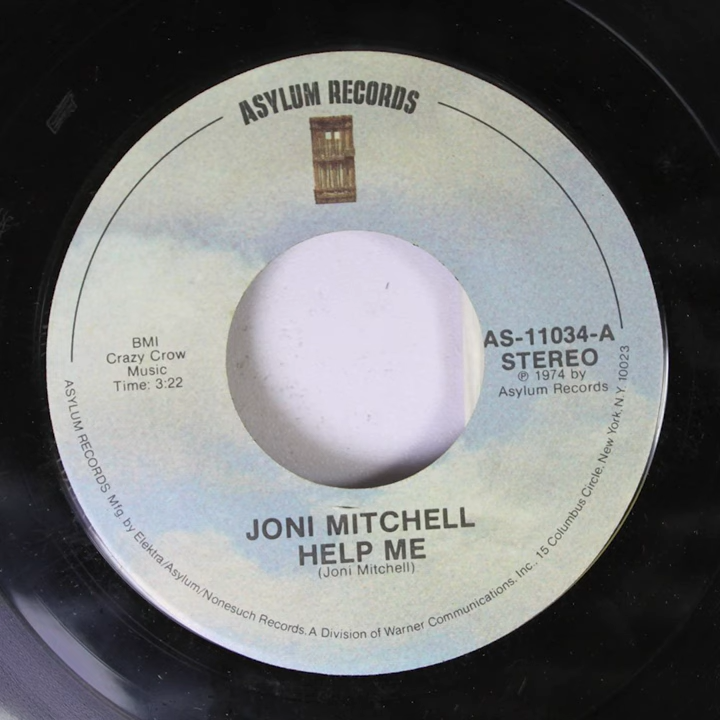 ASYLUM RECORDS
BMI
Crazy Crow
Music
Time: 3:22
AS-11034-A
STEREO
℗ 1974 by
Asylum Records
JONI MITCHELL
HELP ME
(Joni Mitchell)
ASYLUM RECORDS. Mfg. by Elektra/Asylum/Nonesuch Records. A Division of Warner Communications, Inc., 15 Columbus Circle, New York, N.Y. 10023